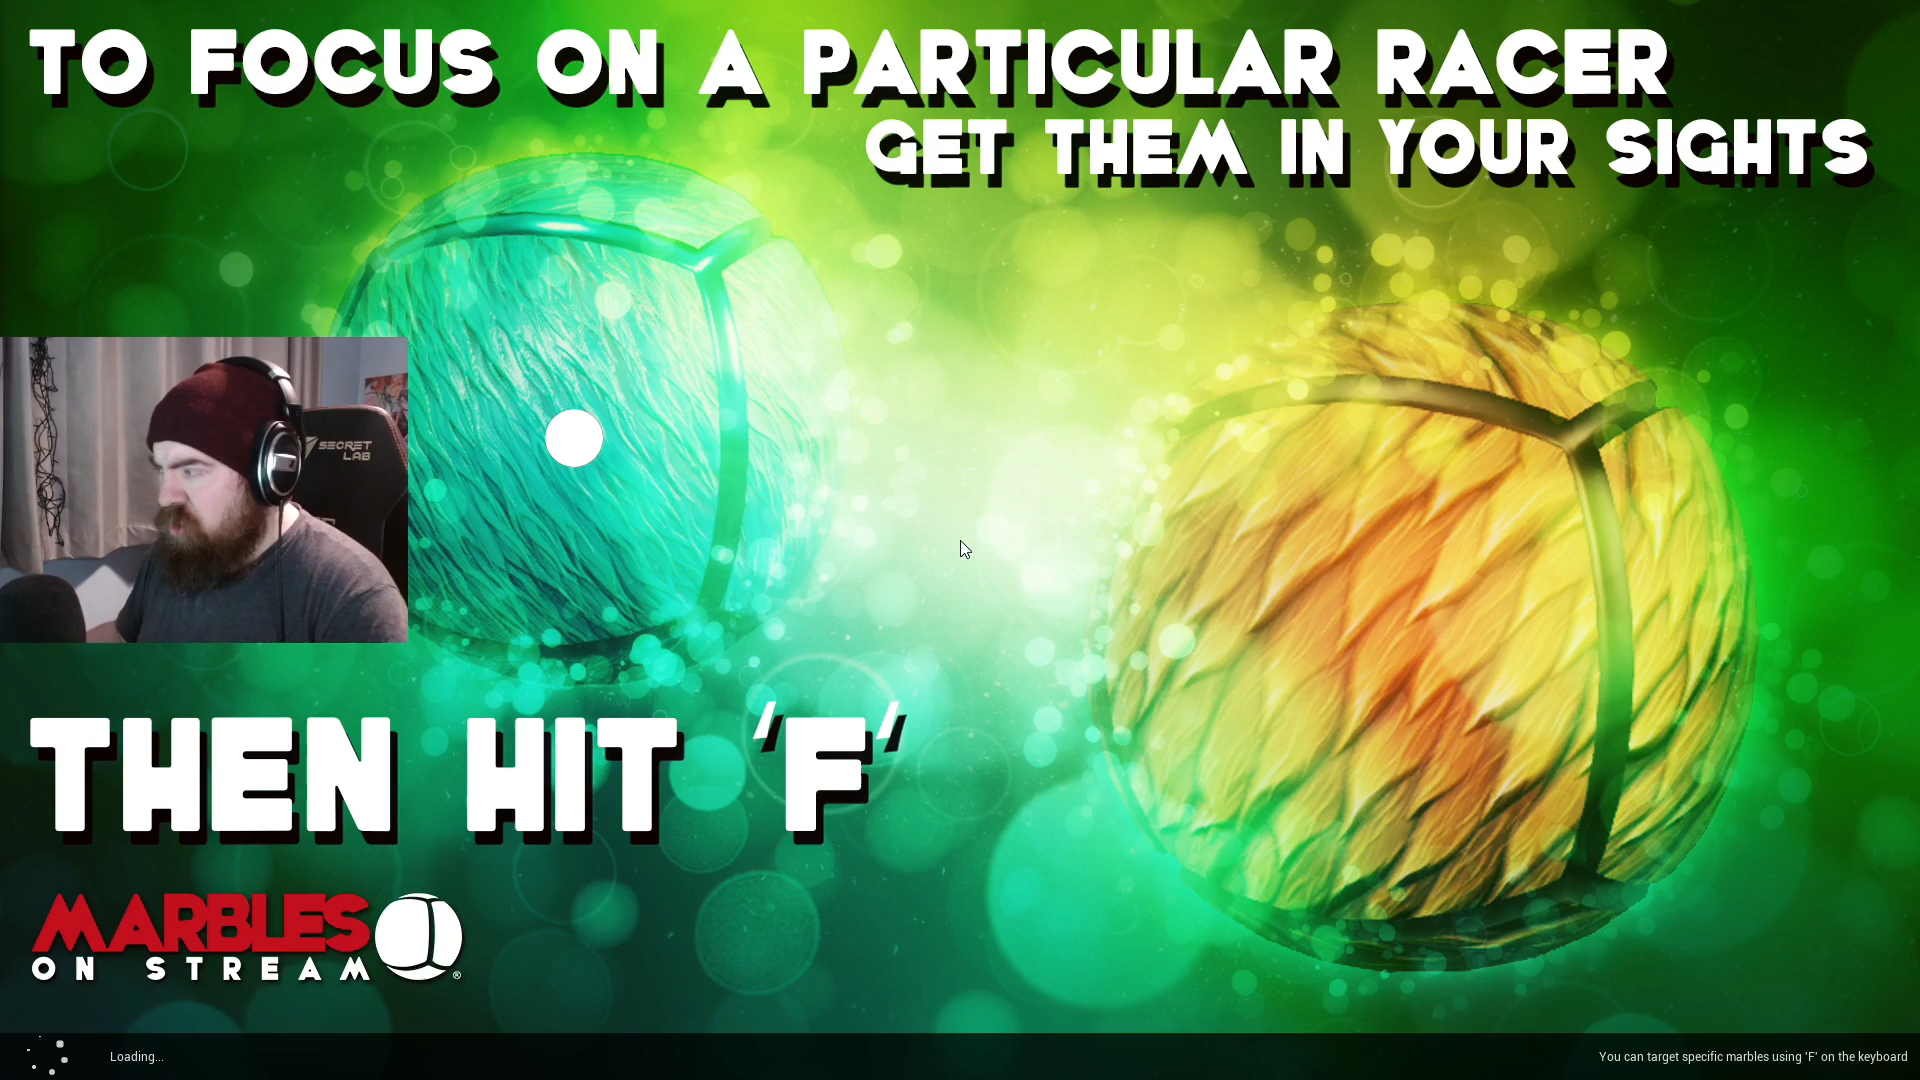 TO FOCUS ON A PARTICULAR RACER
GET THEM IN YOUR SIGHTS
SECRET
LAB
THEN HIT 'F'
MARBLES
ON STREAM®
Loading...
You can target specific marbles using 'F' on the keyboard